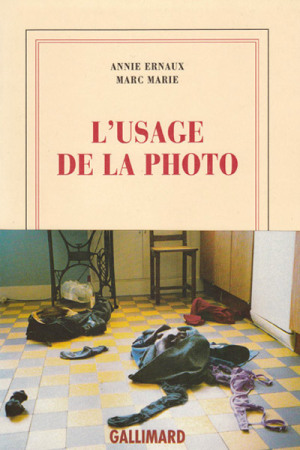 ANNIE ERNAUX
MARC MARIE
L'USAGE
DE LA PHOTO
GALLIMARD